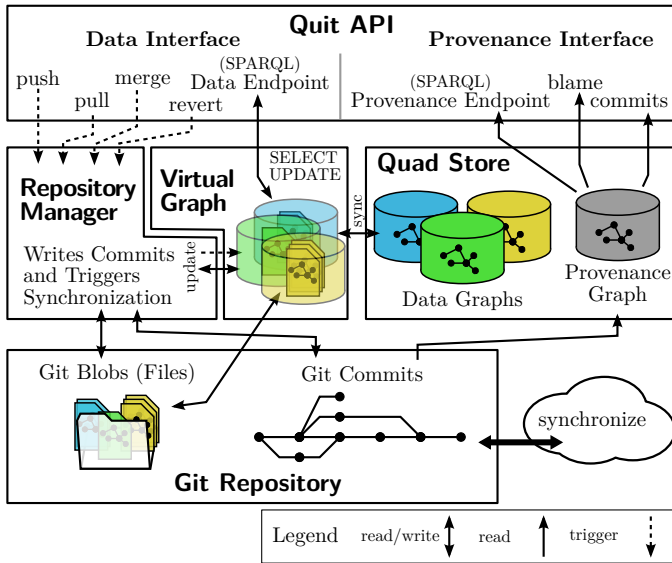 Quit API
Data Interface
Provenance Interface
push
pull
merge
revert
(SPARQL)
Data Endpoint
(SPARQL)
Provenance Endpoint
blame
commits
Repository
Manager
Writes Commits
and Triggers
Synchronization
Virtual
Graph
SELECT
UPDATE
update
sync
Quad Store
Data Graphs
Provenance
Graph
Git Blobs (Files)
Git Commits
Git Repository
synchronize
Legend
read/write
read
trigger